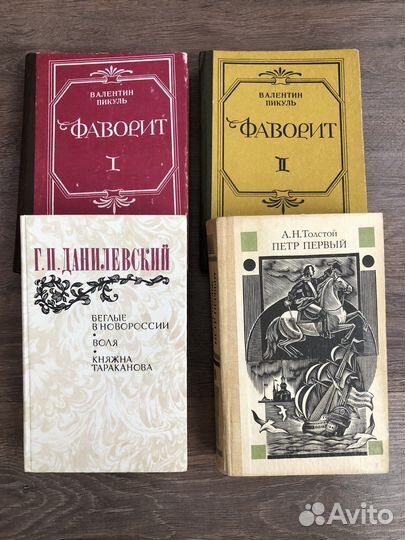 ВАЛЕНТИН
ПИКУЛЬ
ФАВОРИТ
I
ВАЛЕНТИН
ПИКУЛЬ
ФАВОРИТ
II
Г.П.ДАНИЛЕВСКИЙ
БЕГЛЫЕ
В НОВОРОССИИ
•
ВОЛЯ
•
КНЯЖНА
ТАРАКАНОВА
А.Н.Толстой
ПЕТР ПЕРВЫЙ
Avito